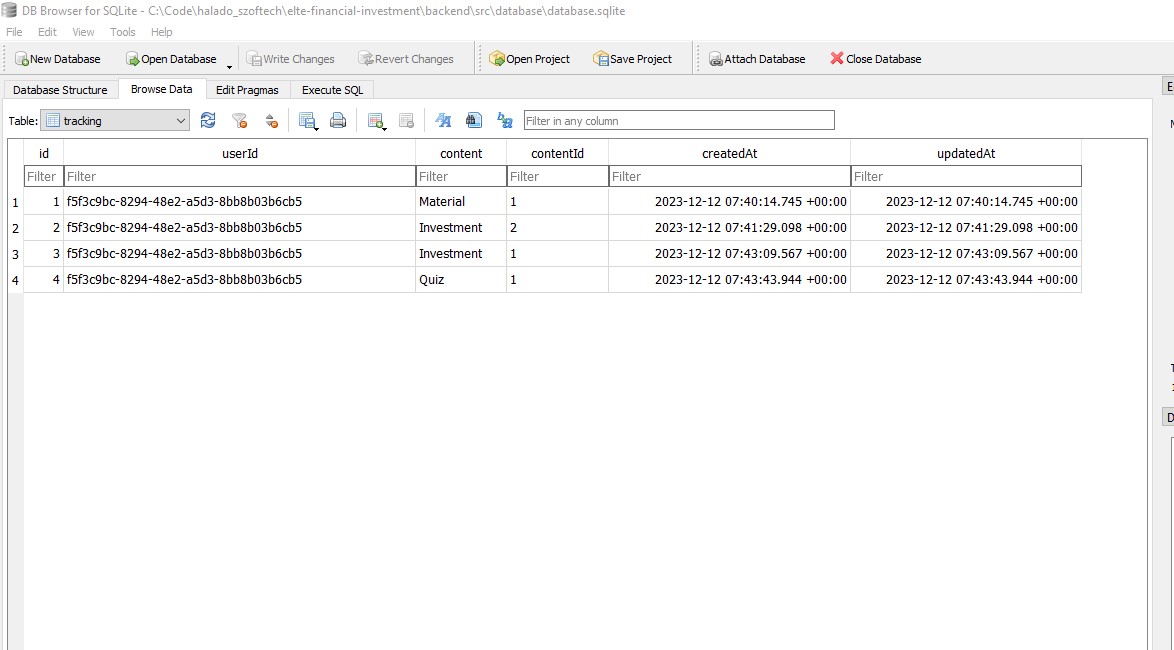 DB Browser for SQLite - C:\Code\halado_szoftech\elte-financial-investment\backend\src\database\database.sqlite
File Edit View Tools Help
New Database Open Database Write Changes Revert Changes Open Project Save Project Attach Database Close Database
Database Structure Browse Data Edit Pragmas Execute SQL
Table: tracking Filter in any column
id userId content contentId createdAt updatedAt
Filter Filter Filter Filter Filter Filter
1 1 f5f3c9bc-8294-48e2-a5d3-8bb8b03b6cb5 Material 1 2023-12-12 07:40:14.745 +00:00 2023-12-12 07:40:14.745 +00:00
2 2 f5f3c9bc-8294-48e2-a5d3-8bb8b03b6cb5 Investment 2 2023-12-12 07:41:29.098 +00:00 2023-12-12 07:41:29.098 +00:00
3 3 f5f3c9bc-8294-48e2-a5d3-8bb8b03b6cb5 Investment 1 2023-12-12 07:43:09.567 +00:00 2023-12-12 07:43:09.567 +00:00
4 4 f5f3c9bc-8294-48e2-a5d3-8bb8b03b6cb5 Quiz 1 2023-12-12 07:43:43.944 +00:00 2023-12-12 07:43:43.944 +00:00